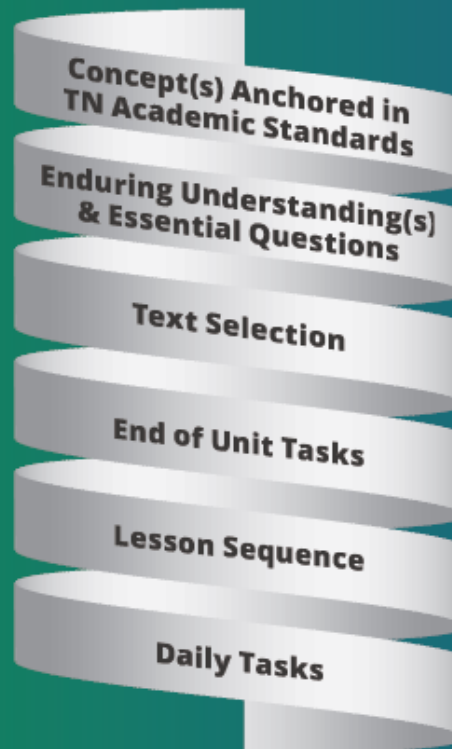 Concept(s) Anchored in
TN Academic Standards
Enduring Understanding(s)
& Essential Questions
Text Selection
End of Unit Tasks
Lesson Sequence
Daily Tasks